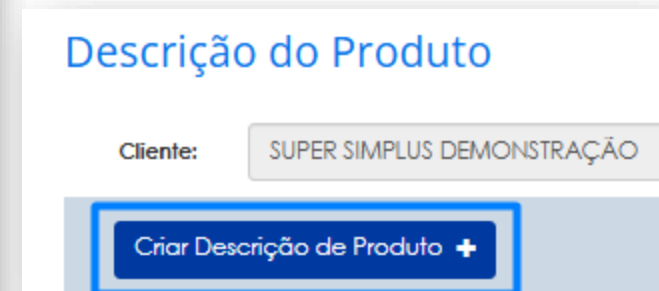 Descrição do Produto
Cliente: SUPER SIMPLUS DEMONSTRAÇÃO
Criar Descrição de Produto +